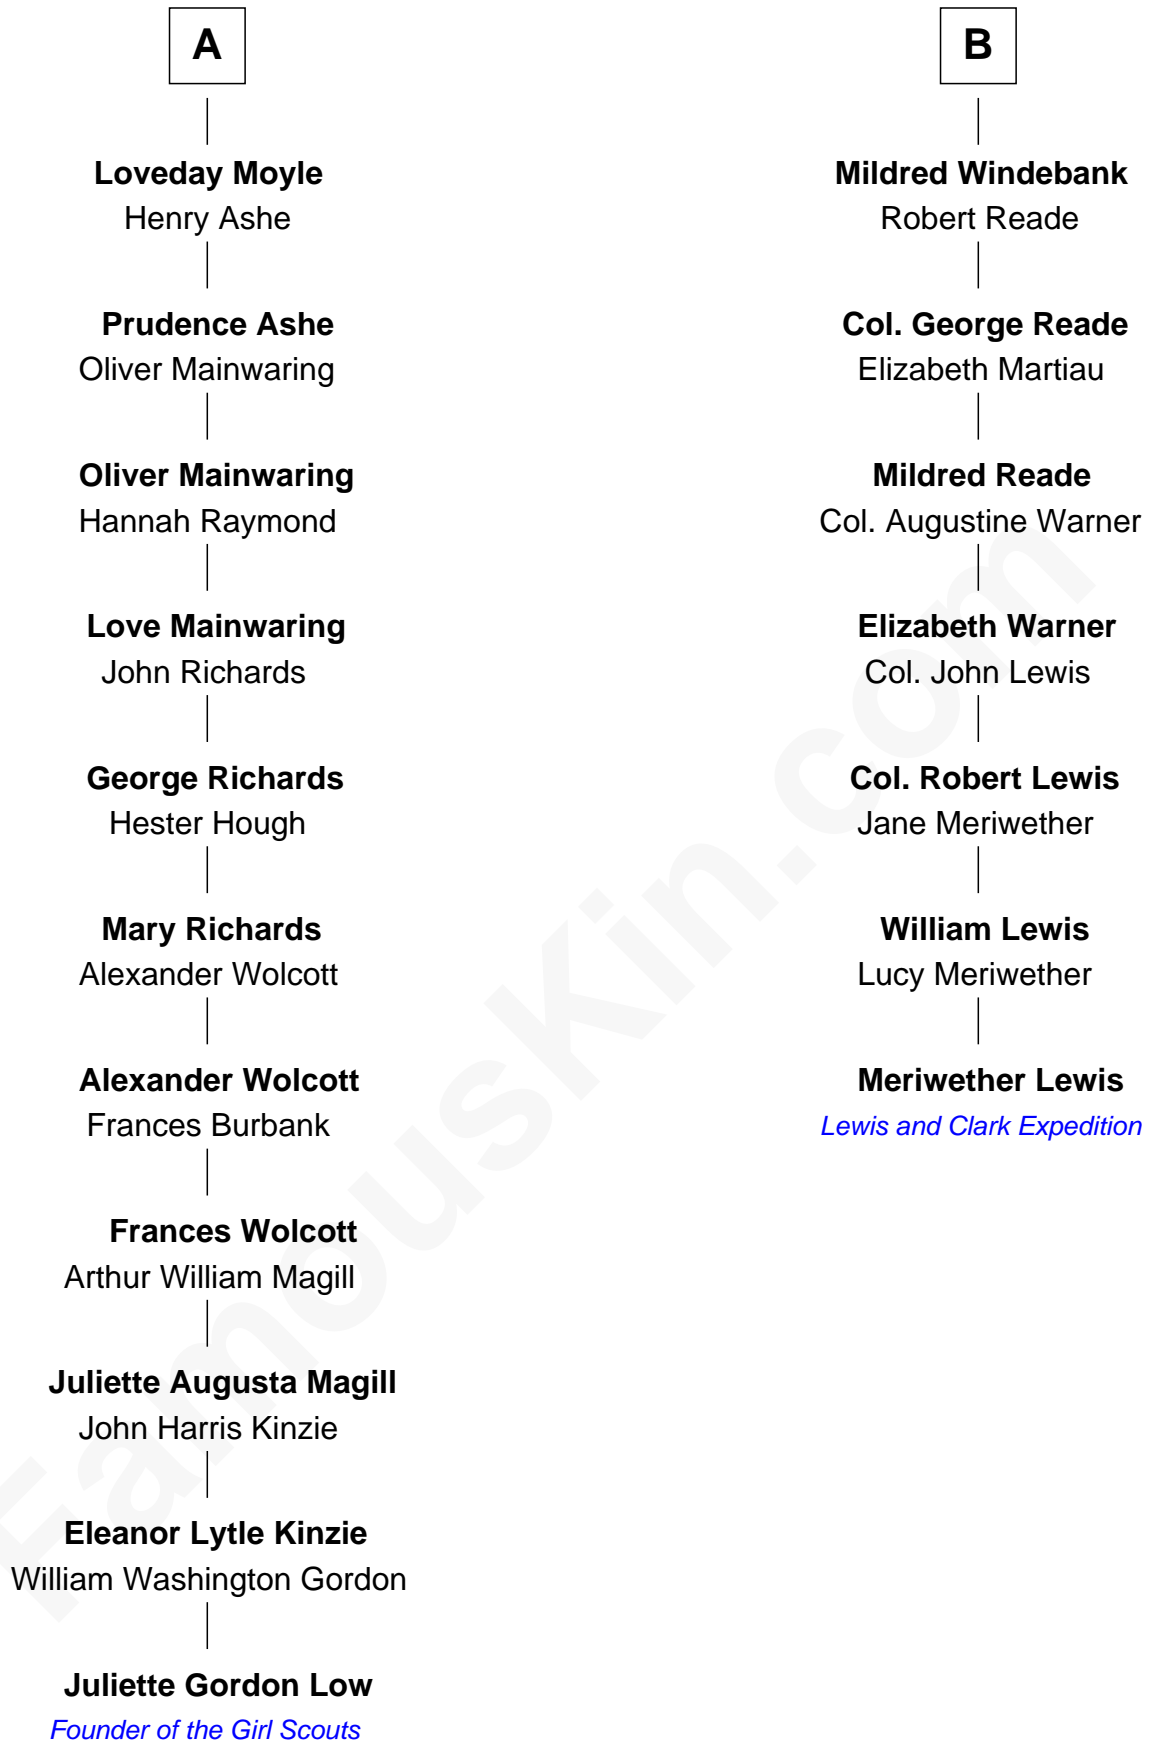 A
Loveday Moyle
Henry Ashe
Prudence Ashe
Oliver Mainwaring
Oliver Mainwaring
Hannah Raymond
Love Mainwaring
John Richards
George Richards
Hester Hough
Mary Richards
Alexander Wolcott
Alexander Wolcott
Frances Burbank
Frances Wolcott
Arthur William Magill
Juliette Augusta Magill
John Harris Kinzie
Eleanor Lytle Kinzie
William Washington Gordon
Juliette Gordon Low
Founder of the Girl Scouts
B
Mildred Windebank
Robert Reade
Col. George Reade
Elizabeth Martiau
Mildred Reade
Col. Augustine Warner
Elizabeth Warner
Col. John Lewis
Col. Robert Lewis
Jane Meriwether
William Lewis
Lucy Meriwether
Meriwether Lewis
Lewis and Clark Expedition
FamousKin.com